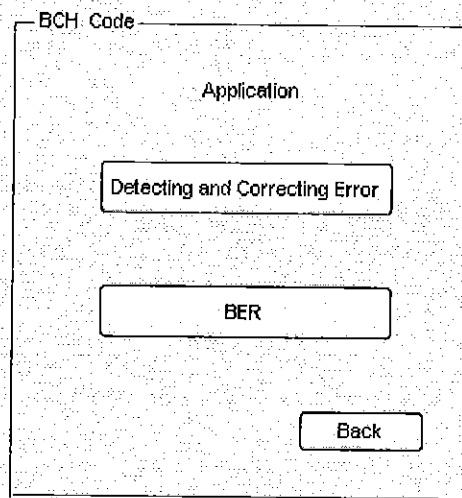 BCH Code
Application
Detecting and Correcting Error
BER
Back